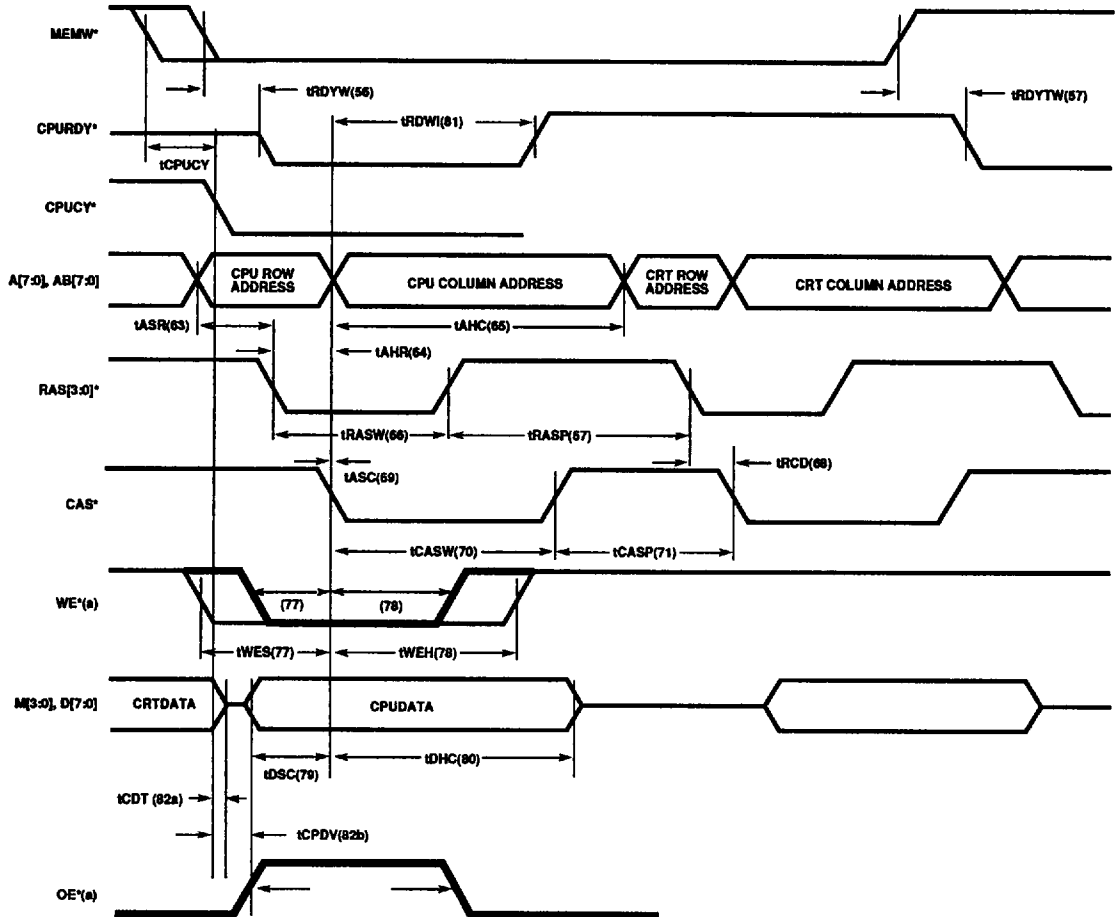 MEMW*
tRDYW(56)
tRDYTW(57)
CPURDY*
tRDWI(61)
tCPUCY
CPUCY*
A[7:0], AB[7:0]
CPU ROW
ADDRESS
CPU COLUMN ADDRESS
CRT ROW
ADDRESS
CRT COLUMN ADDRESS
tASR(63)
tAHC(65)
tAHR(64)
RAS[3:0]*
tRASW(66)
tRASP(67)
tASC(69)
tRCD(68)
CAS*
tCASW(70)
tCASP(71)
WE*(a)
(77)
(78)
tWES(77)
tWEH(78)
M[3:0], D[7:0]
CRTDATA
CPUDATA
tDSC(79)
tDHC(80)
tCDT (82a)
tCPDV(82b)
OE*(a)